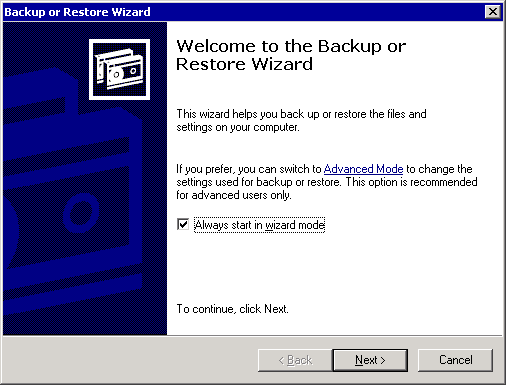 Backup or Restore Wizard
Welcome to the Backup or
Restore Wizard
This wizard helps you back up or restore the files and
settings on your computer.
If you prefer, you can switch to Advanced Mode to change the
settings used for backup or restore. This option is recommended
for advanced users only.
Always start in wizard mode
To continue, click Next.
< Back
Next >
Cancel